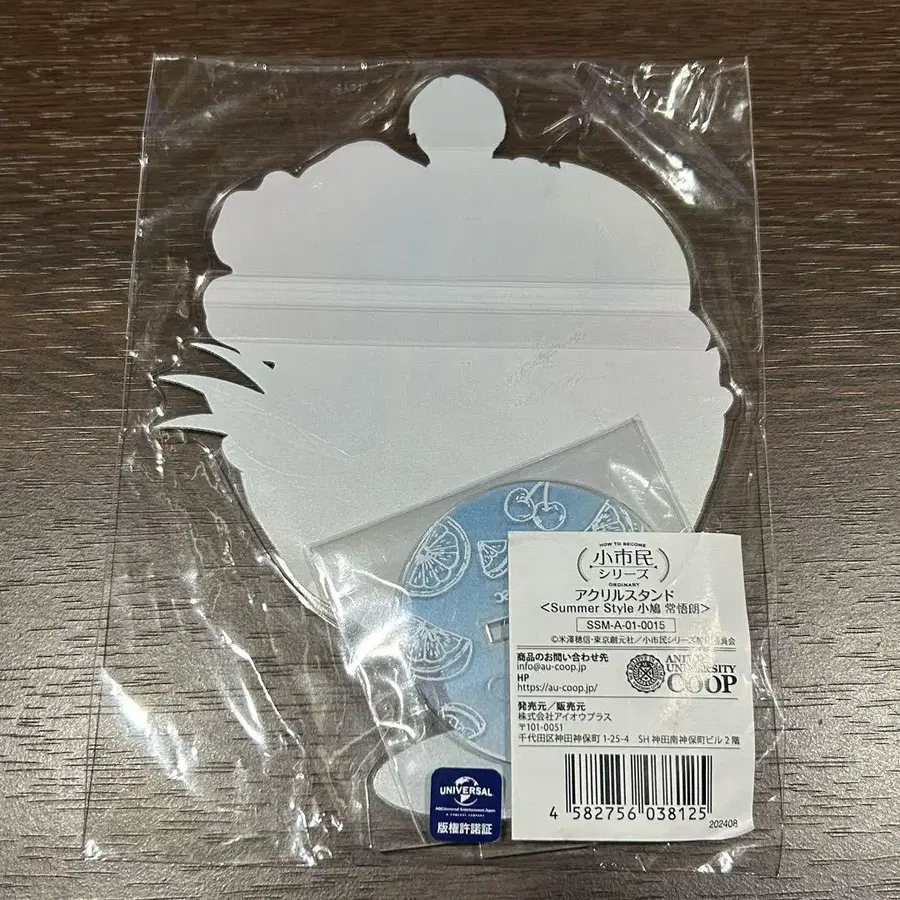 HOW TO BECOME
小市民
シリーズ
ORDINARY
アクリルスタンド
<Summer Style 小鳩 常悟朗>
SSM-A-01-0015
©米澤穂信・東京創元社／小市民シリーズ 員会
商品のお問い合わせ先
info@au-coop.jp
HP
https://au-coop.jp/
UNIVERSITY
COOP
発売元／販売元
株式会社アイオウプラス
〒101-0051
千代田区神田神保町1-25-4 SH 神田南神保町ビル2階
4 582756 038125
202408
UNIVERSAL
NBCUniversal Entertainment Japan
A COMCAST COMPANY
版権許諾証